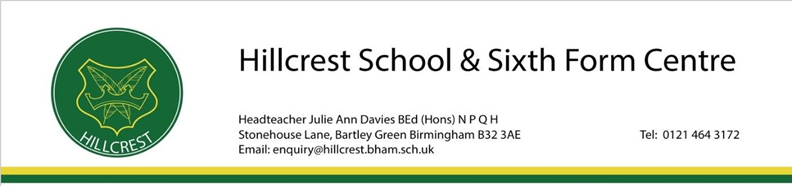 Hillcrest School & Sixth Form Centre
Headteacher Julie Ann Davies BEd (Hons) N P Q H
Stonehouse Lane, Bartley Green Birmingham B32 3AE
Tel: 0121 464 3172
Email: enquiry@hillcrest.bham.sch.uk
HILLCREST